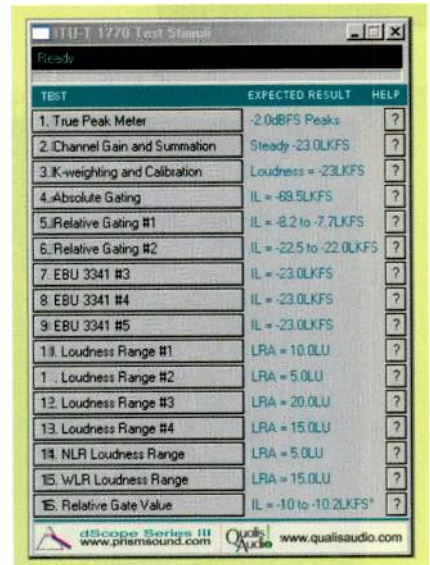 ITU-T 1770 Test Stimuli
Ready
TEST EXPECTED RESULT HELP
1. True Peak Meter -2.0dBFS Peaks ?
2. Channel Gain and Summation Steady -23.0LKFS ?
3. K-weighting and Calibration Loudness = -23LKFS ?
4. Absolute Gating IL = -69.5LKFS ?
5. Relative Gating #1 IL = -8.2 to -7.7LKFS ?
6. Relative Gating #2 IL = -22.5 to -22.0LKFS ?
7. EBU 3341 #3 IL = -23.0LKFS ?
8. EBU 3341 #4 IL = -23.0LKFS ?
9. EBU 3341 #5 IL = -23.0LKFS ?
10. Loudness Range #1 LRA = 10.0LU ?
11. Loudness Range #2 LRA = 5.0LU ?
12. Loudness Range #3 LRA = 20.0LU ?
13. Loudness Range #4 LRA = 15.0LU ?
14. NLR Loudness Range LRA = 5.0LU ?
15. WLR Loudness Range LRA = 15.0LU ?
16. Relative Gate Value IL = -10 to -10.2LKFS* ?
dScope Series III
www.prismsound.com
Qualis Audio www.qualisaudio.com